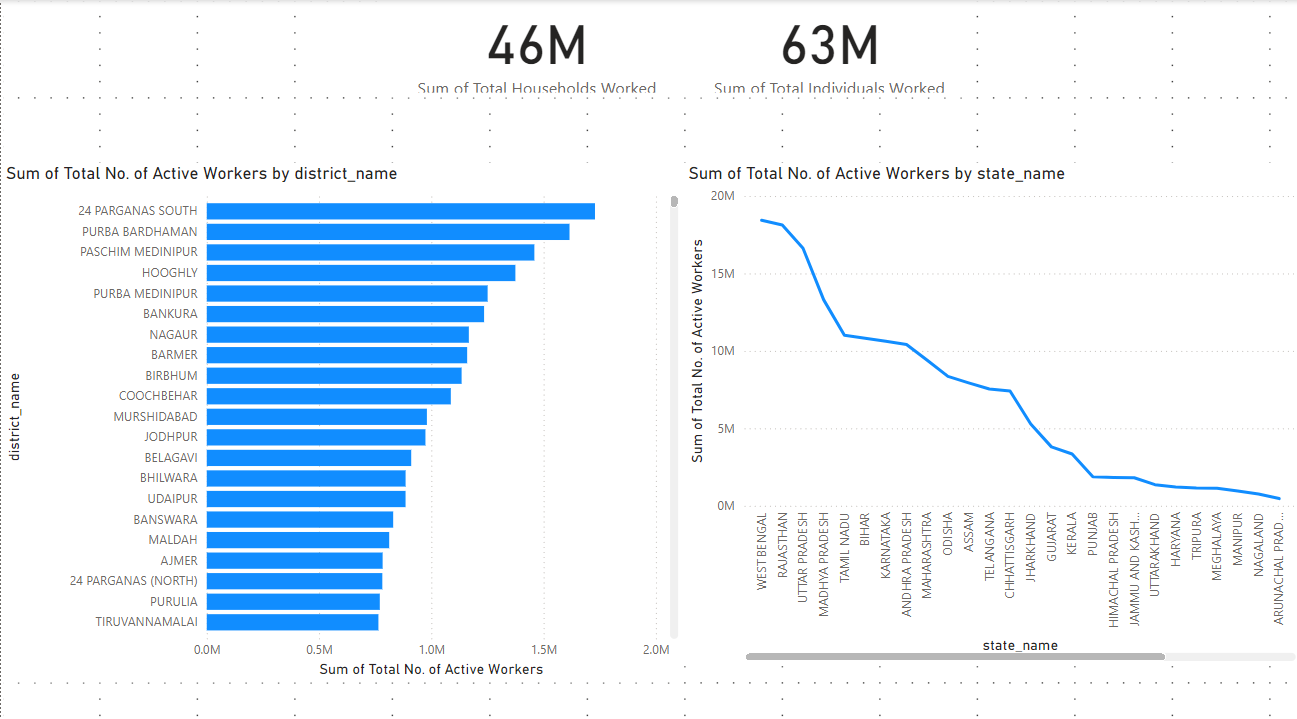 46M
63M
Sum of Total Households Worked
Sum of Total Individuals Worked
Sum of Total No. of Active Workers by district_name
district_name
24 PARGANAS SOUTH
PURBA BARDHAMAN
PASCHIM MEDINIPUR
HOOGHLY
PURBA MEDINIPUR
BANKURA
NAGAUR
BARMER
BIRBHUM
COOCHBEHAR
MURSHIDABAD
JODHPUR
BELAGAVI
BHILWARA
UDAIPUR
BANSWARA
MALDAH
AJMER
24 PARGANAS (NORTH)
PURULIA
TIRUVANNAMALAI
0.0M
0.5M
1.0M
1.5M
2.0M
Sum of Total No. of Active Workers
Sum of Total No. of Active Workers by state_name
Sum of Total No. of Active Workers
20M
15M
10M
5M
0M
WEST BENGAL
RAJASTHAN
UTTAR PRADESH
MADHYA PRADESH
TAMIL NADU
BIHAR
KARNATAKA
ANDHRA PRADESH
MAHARASHTRA
ODISHA
ASSAM
TELANGANA
CHHATTISGARH
JHARKHAND
GUJARAT
KERALA
PUNJAB
HIMACHAL PRADESH
JAMMU AND KASH...
UTTARAKHAND
HARYANA
TRIPURA
MEGHALAYA
MANIPUR
NAGALAND
ARUNACHAL PRAD...
state_name